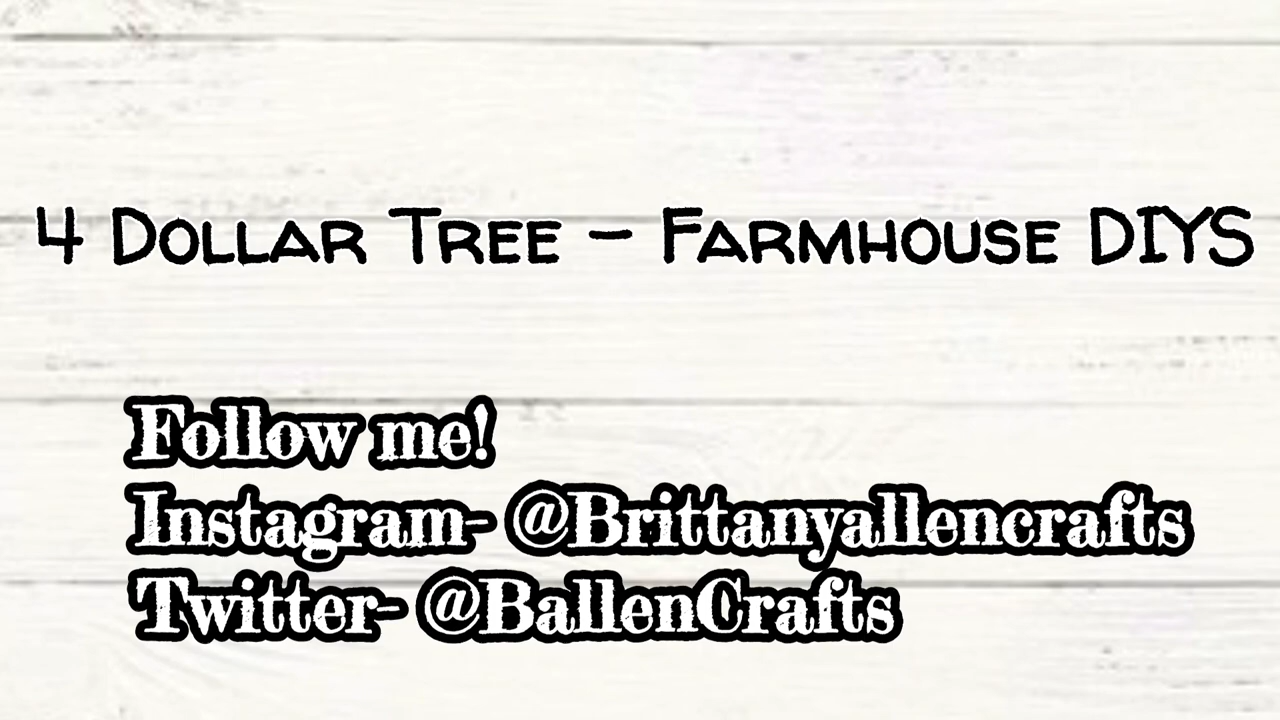 4 Dollar Tree - Farmhouse DIYS
Follow me!
Instagram- @Brittanyallencrafts
Twitter- @BallenCrafts